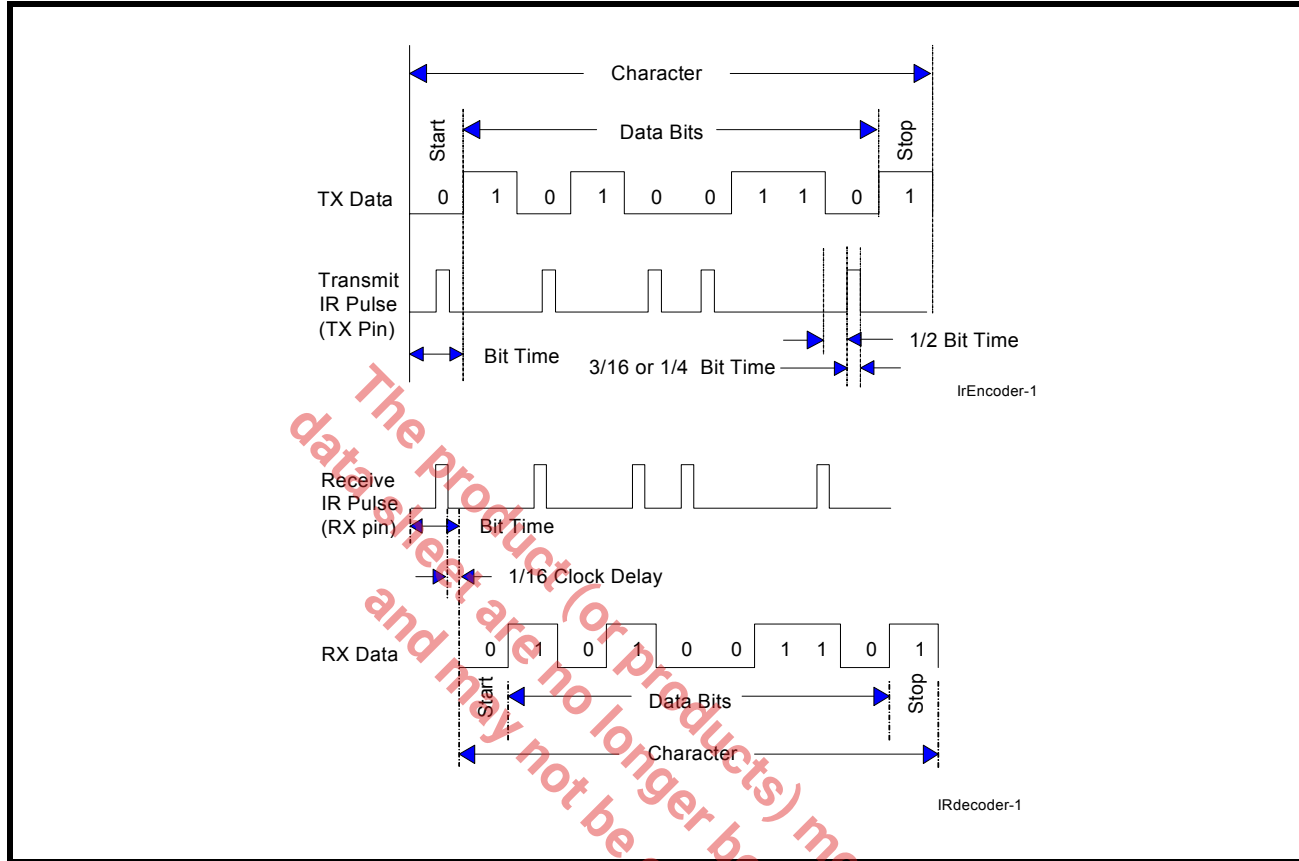 Character
Start
Data Bits
Stop
TX Data
0 1 0 1 0 0 1 1 0 1
Transmit
IR Pulse
(TX Pin)
Bit Time
1/2 Bit Time
3/16 or 1/4 Bit Time
IrEncoder-1
Receive
IR Pulse
(RX pin)
Bit Time
1/16 Clock Delay
RX Data
0 1 0 1 0 0 1 1 0 1
Start
Data Bits
Stop
Character
IRdecoder-1
The product (or products) me
data sheet are no longer be
and may not be